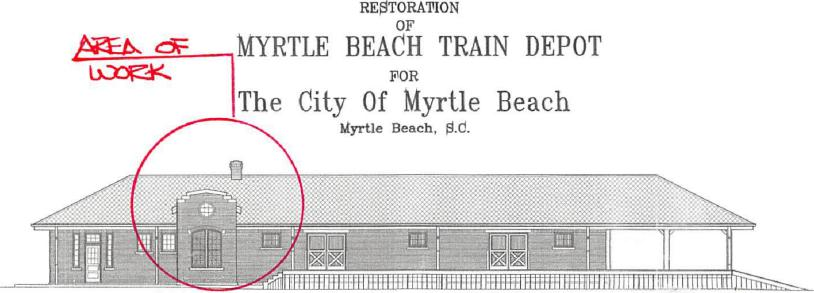 RESTORATION
OF
MYRTLE BEACH TRAIN DEPOT
FOR
The City Of Myrtle Beach
Myrtle Beach, S.C.
AREA OF
WORK